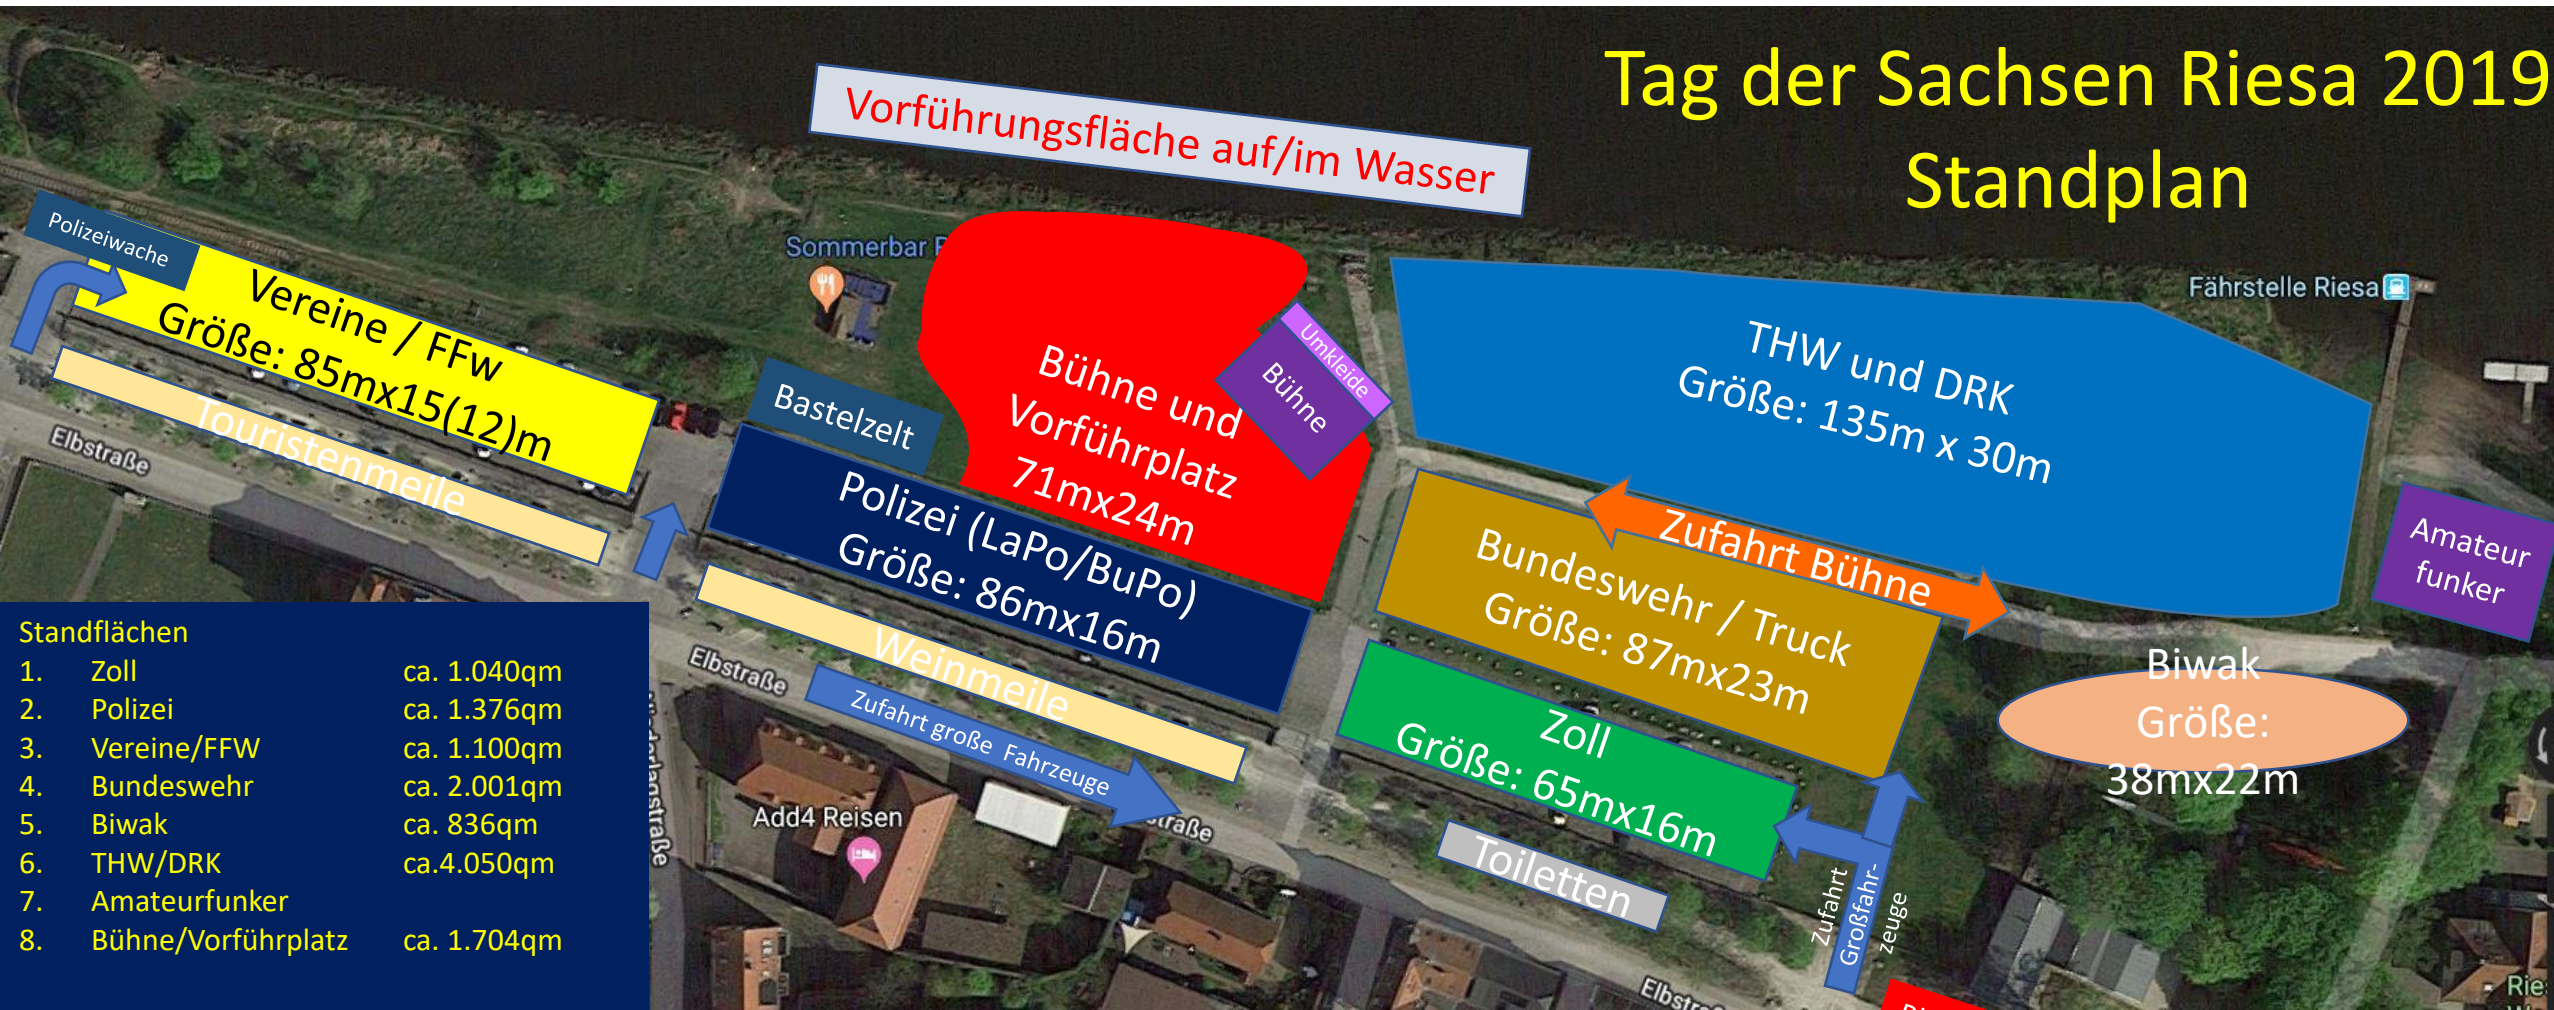 Tag der Sachsen Riesa 2019
Standplan
Vorführungsfläche auf/im Wasser
Polizeiwache
Vereine / FFw
Größe: 85mx15(12)m
Touristenmeile
Elbstraße
Sommerbar
Bastelzelt
Bühne und
Vorführplatz
71mx24m
Umkleide
Bühne
Polizei (LaPo/BuPo)
Größe: 86mx16m
Weinmeile
Elbstraße
Zufahrt große Fahrzeuge
Add4 Reisen
THW und DRK
Größe: 135m x 30m
Fährstelle Riesa
Zufahrt Bühne
Bundeswehr / Truck
Größe: 87mx23m
Zoll
Größe: 65mx16m
Toiletten
Zufahrt
Großfahr-
zeuge
Amateur
funker
Biwak
Größe:
38mx22m
Standflächen
1. Zoll ca. 1.040qm
2. Polizei ca. 1.376qm
3. Vereine/FFW ca. 1.100qm
4. Bundeswehr ca. 2.001qm
5. Biwak ca. 836qm
6. THW/DRK ca.4.050qm
7. Amateurfunker
8. Bühne/Vorführplatz ca. 1.704qm